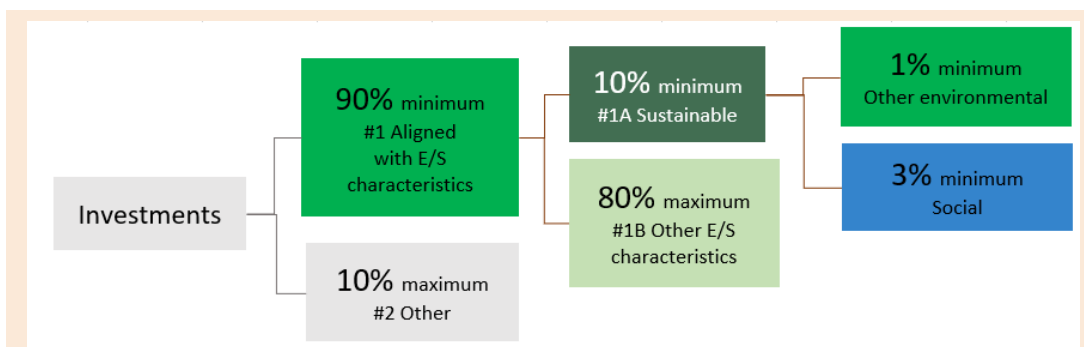 Investments
90% minimum
#1 Aligned
with E/S
characteristics
10% maximum
#2 Other
10% minimum
#1A Sustainable
80% maximum
#1B Other E/S
characteristics
1% minimum
Other environmental
3% minimum
Social